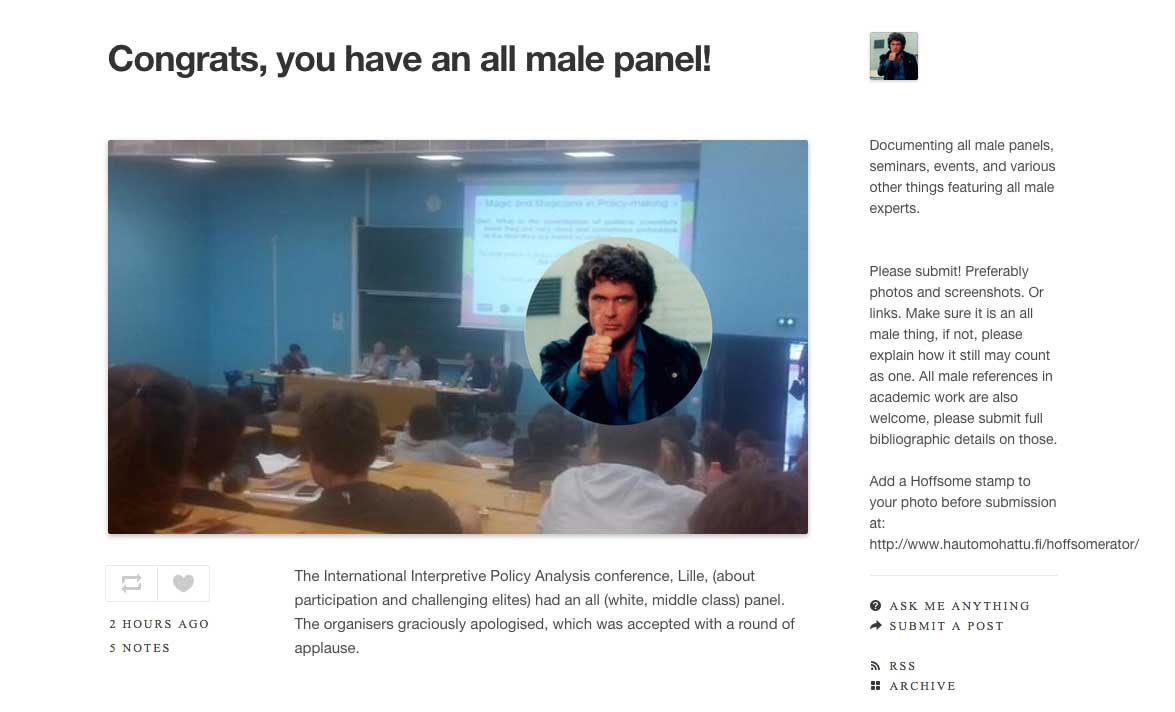 Congrats, you have an all male panel!
« Magic and Magicians in Policy-making »
Documenting all male panels,
seminars, events, and various
other things featuring all male
experts.
Please submit! Preferably
photos and screenshots. Or
links. Make sure it is an all
male thing, if not, please
explain how it still may count
as one. All male references in
academic work are also
welcome, please submit full
bibliographic details on those.
Add a Hoffsome stamp to
your photo before submission
at:
http://www.hautomohattu.fi/hoffsomerator/
The International Interpretive Policy Analysis conference, Lille, (about
participation and challenging elites) had an all (white, middle class) panel.
The organisers graciously apologised, which was accepted with a round of
applause.
2 HOURS AGO
5 NOTES
ASK ME ANYTHING
SUBMIT A POST
RSS
ARCHIVE